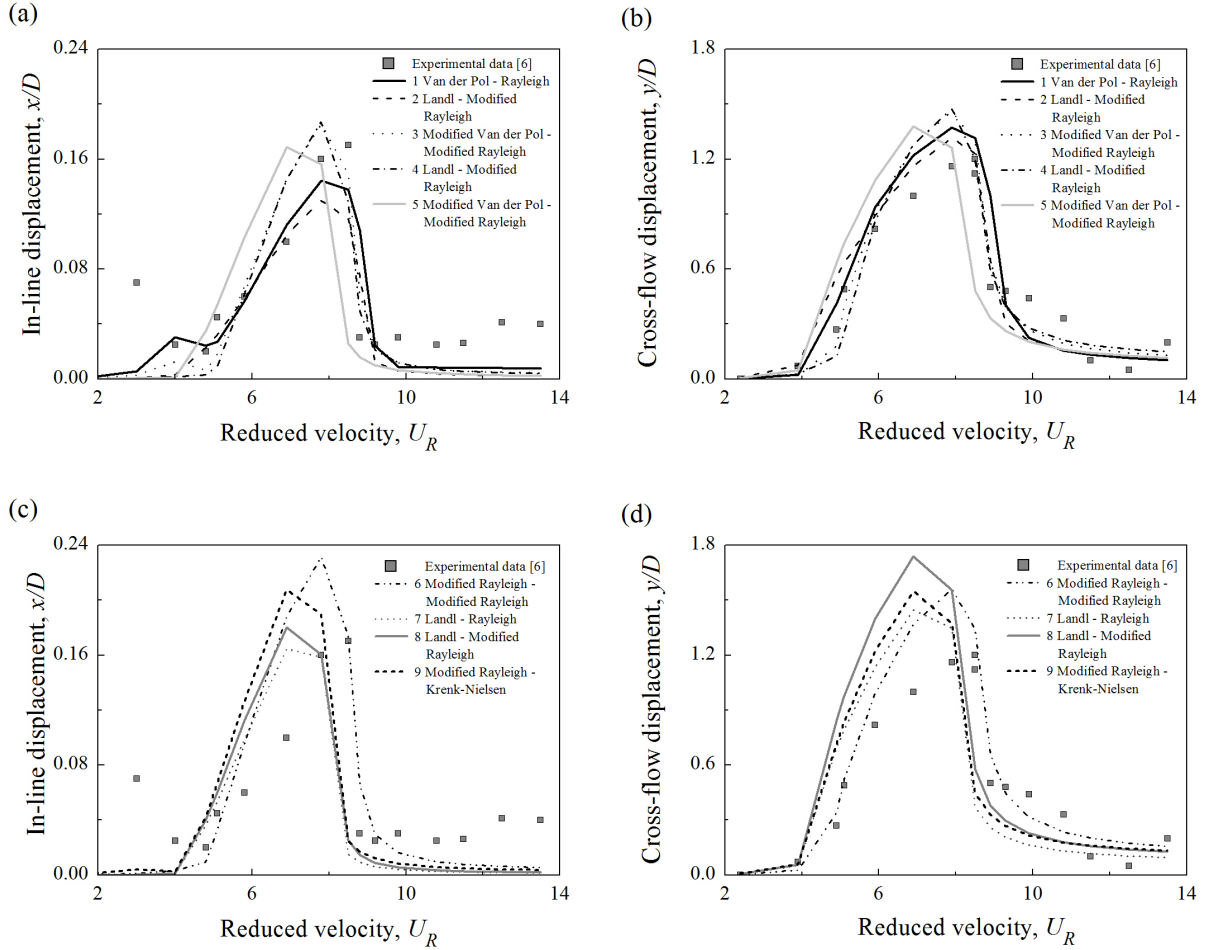 (a)
In-line displacement, x/D
0.24
0.16
0.08
0.00
2
6
10
14
Reduced velocity, U_R
Experimental data [6]
1 Van der Pol - Rayleigh
2 Landl - Modified
Rayleigh
3 Modified Van der Pol -
Modified Rayleigh
4 Landl - Modified
Rayleigh
5 Modified Van der Pol -
Modified Rayleigh
(b)
Cross-flow displacement, y/D
1.8
1.2
0.6
0.0
2
6
10
14
Reduced velocity, U_R
Experimental data [6]
1 Van der Pol - Rayleigh
2 Landl - Modified
Rayleigh
3 Modified Van der Pol -
Modified Rayleigh
4 Landl - Modified
Rayleigh
5 Modified Van der Pol -
Modified Rayleigh
(c)
In-line displacement, x/D
0.24
0.16
0.08
0.00
2
6
10
14
Reduced velocity, U_R
Experimental data [6]
6 Modified Rayleigh -
Modified Rayleigh
7 Landl - Rayleigh
8 Landl - Modified
Rayleigh
9 Modified Rayleigh -
Krenk-Nielsen
(d)
Cross-flow displacement, y/D
1.8
1.2
0.6
0.0
2
6
10
14
Reduced velocity, U_R
Experimental data [6]
6 Modified Rayleigh -
Modified Rayleigh
7 Landl - Rayleigh
8 Landl - Modified
Rayleigh
9 Modified Rayleigh -
Krenk-Nielsen